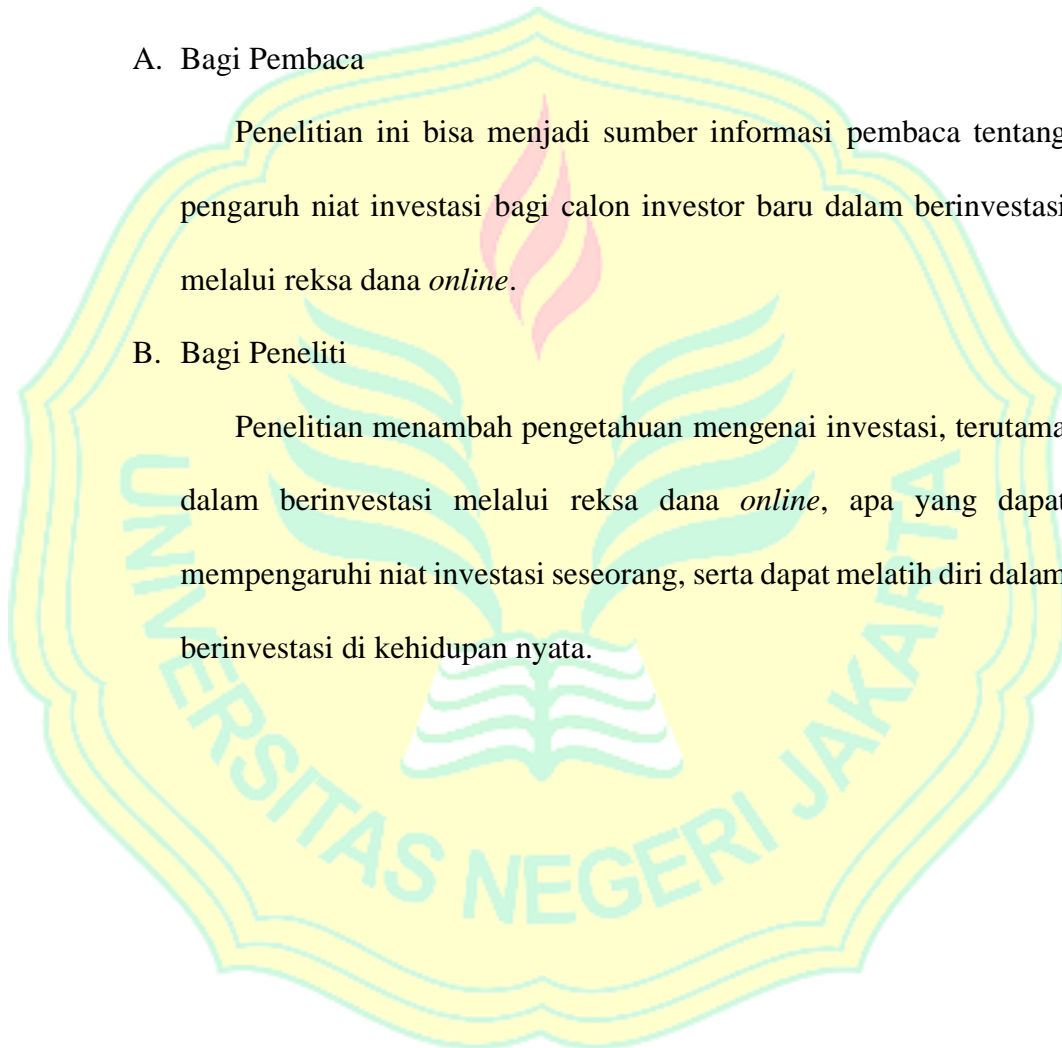 A. Bagi Pembaca
Penelitian ini bisa menjadi sumber informasi pembaca tentang
pengaruh niat investasi bagi calon investor baru dalam berinvestasi
melalui reksa dana online.
B. Bagi Peneliti
Penelitian menambah pengetahuan mengenai investasi, terutama
dalam berinvestasi melalui reksa dana online, apa yang dapat
mempengaruhi niat investasi seseorang, serta dapat melatih diri dalam
berinvestasi di kehidupan nyata.
UNIVERSITAS NEGERI JAKARTA